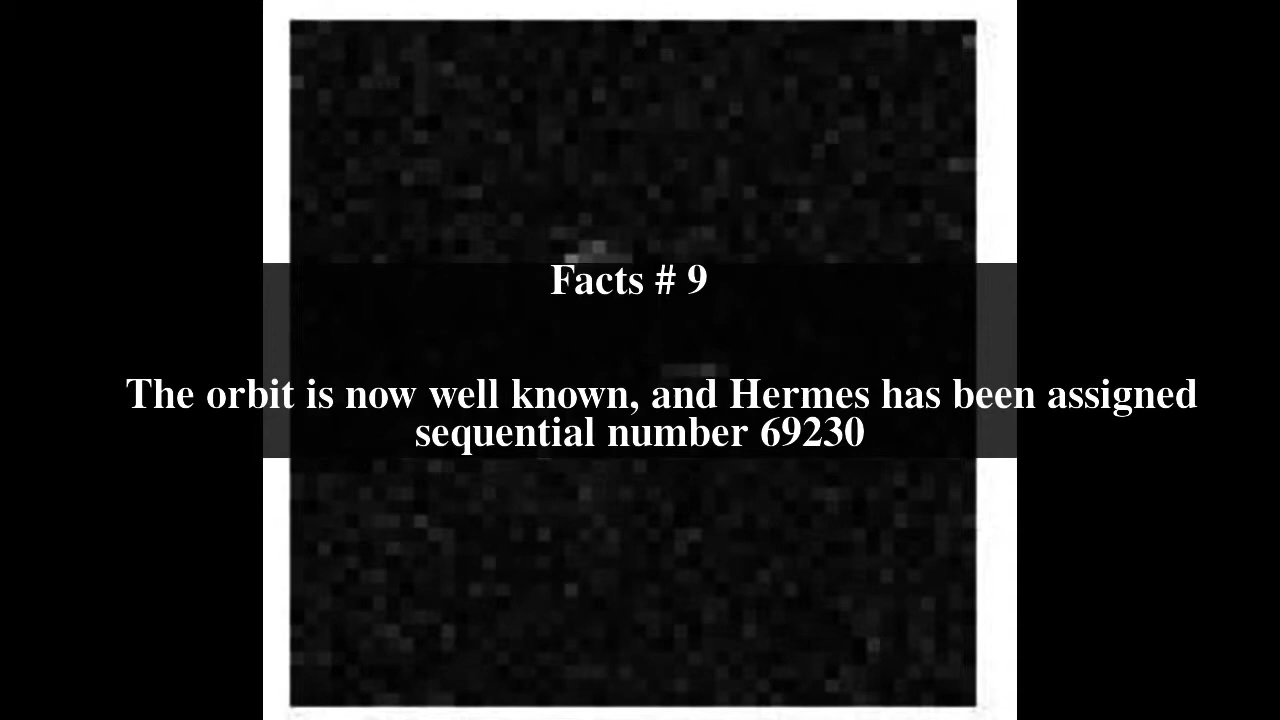 Facts # 9
The orbit is now well known, and Hermes has been assigned
sequential number 69230